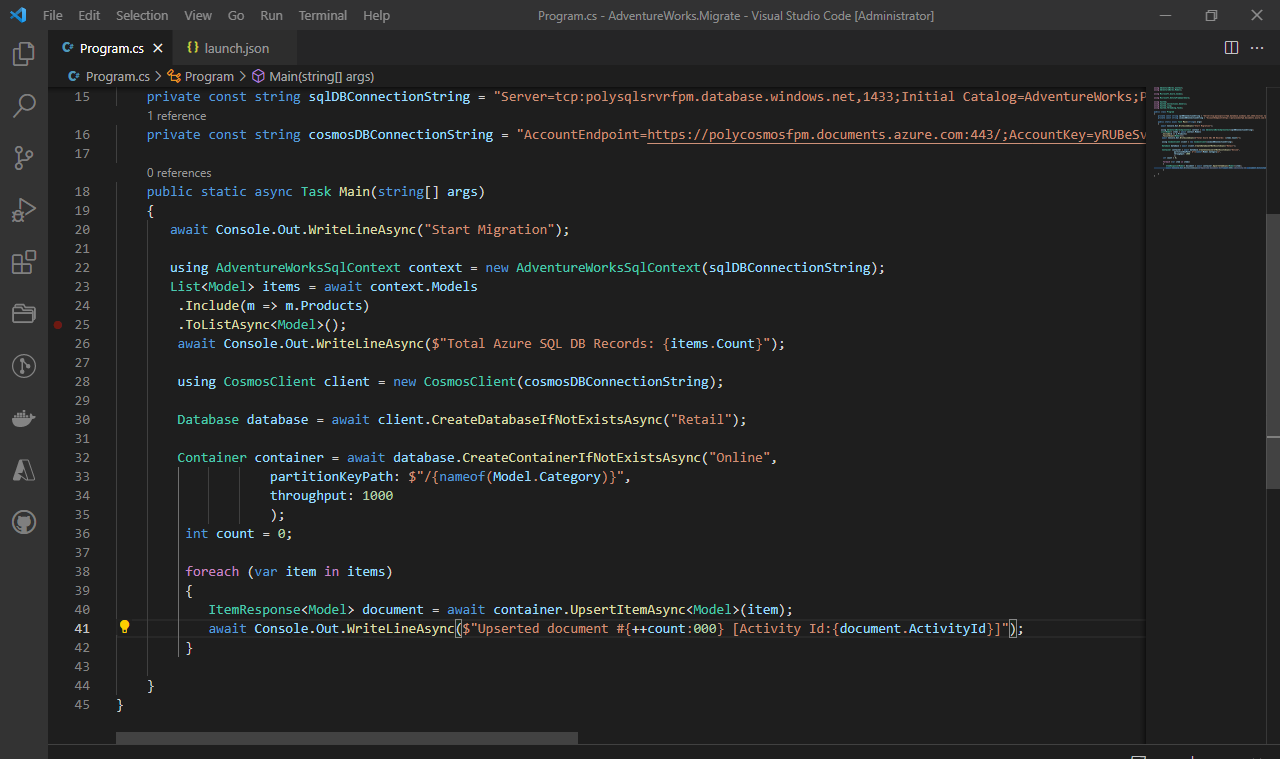 File Edit Selection View Go Run Terminal Help Program.cs - AdventureWorks.Migrate - Visual Studio Code [Administrator]
C# Program.cs {} launch.json
C# Program.cs > Program > Main(string[] args)
15 private const string sqlDBConnectionString = "Server=tcp:polysqlsrvrfpm.database.windows.net,1433;Initial Catalog=AdventureWorks;P
1 reference
16 private const string cosmosDBConnectionString = "AccountEndpoint=https://polycosmosfpm.documents.azure.com:443/;AccountKey=yRUBeSv
17
0 references
18 public static async Task Main(string[] args)
19 {
20 await Console.Out.WriteLineAsync("Start Migration");
21
22 using AdventureWorksSqlContext context = new AdventureWorksSqlContext(sqlDBConnectionString);
23 List<Model> items = await context.Models
24 .Include(m => m.Products)
25 .ToListAsync<Model>();
26 await Console.Out.WriteLineAsync($"Total Azure SQL DB Records: {items.Count}");
27
28 using CosmosClient client = new CosmosClient(cosmosDBConnectionString);
29
30 Database database = await client.CreateDatabaseIfNotExistsAsync("Retail");
31
32 Container container = await database.CreateContainerIfNotExistsAsync("Online",
33 partitionKeyPath: $"/{nameof(Model.Category)}",
34 throughput: 1000
35 );
36 int count = 0;
37
38 foreach (var item in items)
39 {
40 ItemResponse<Model> document = await container.UpsertItemAsync<Model>(item);
41 await Console.Out.WriteLineAsync($"Upserted document #{++count:000} [Activity Id:{document.ActivityId}]");
42 }
43
44 }
45 }